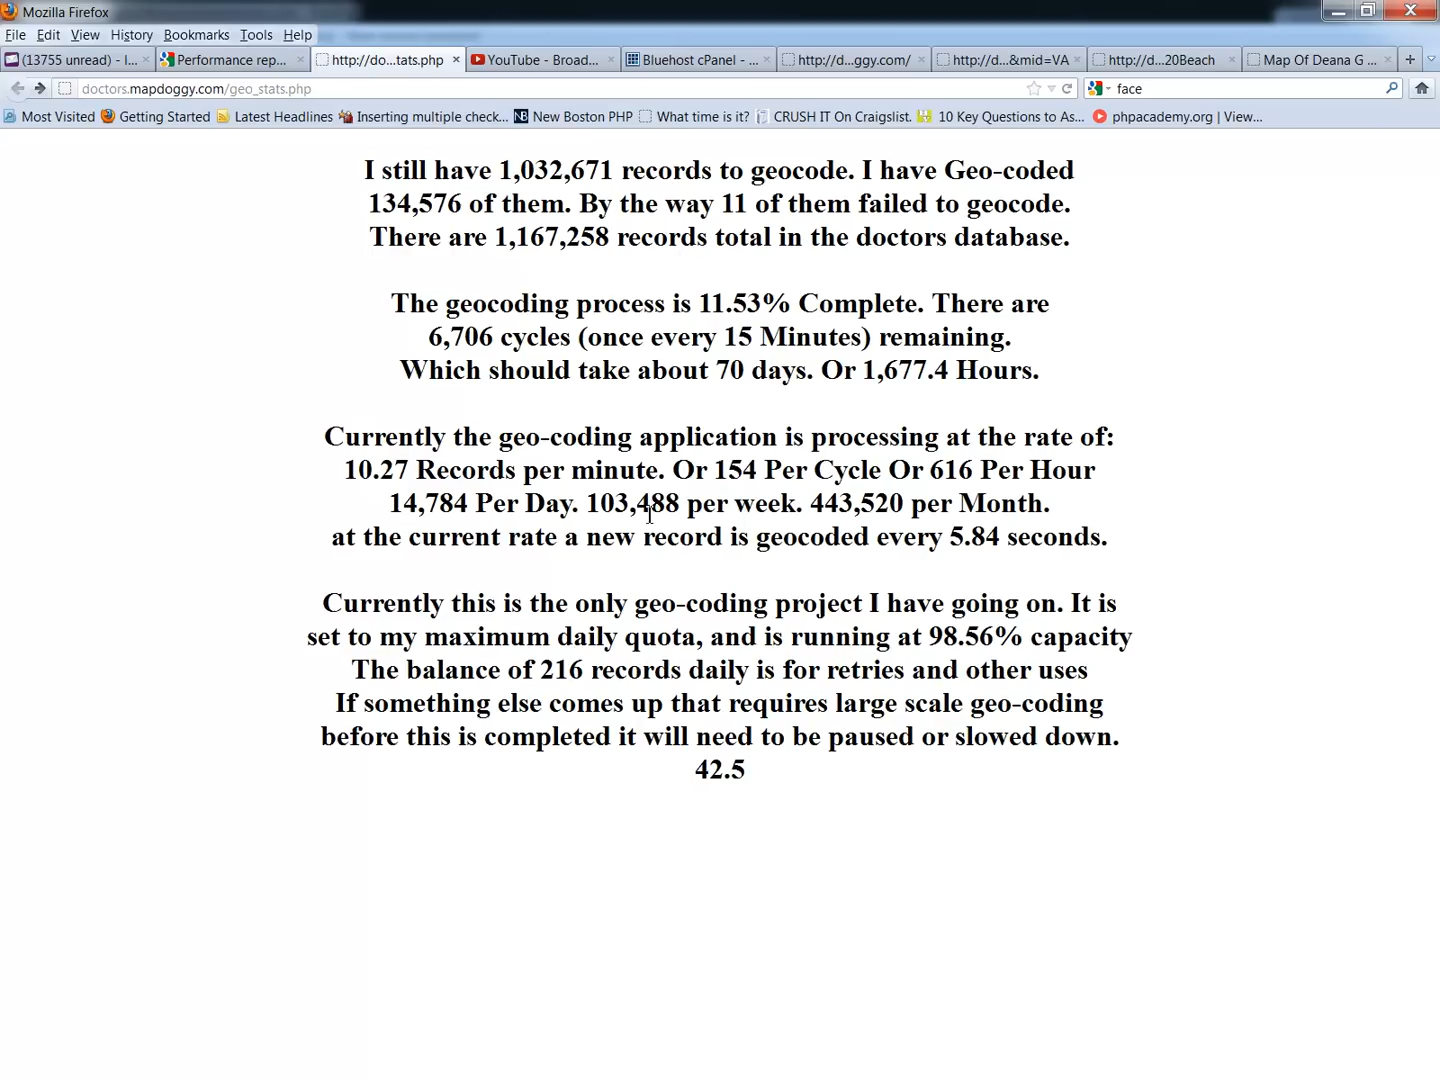 Mozilla Firefox
File Edit View History Bookmarks Tools Help
(13755 unread) - I... Performance rep... http://do...tats.php YouTube - Broad... Bluehost cPanel - ... http://d...ggy.com/ http://d...&mid=VA http://d...20Beach Map Of Deana G ...
doctors.mapdoggy.com/geo_stats.php face
Most Visited Getting Started Latest Headlines Inserting multiple check... New Boston PHP What time is it? CRUSH IT On Craigslist. 10 Key Questions to As... phpacademy.org | View...
I still have 1,032,671 records to geocode. I have Geo-coded
134,576 of them. By the way 11 of them failed to geocode.
There are 1,167,258 records total in the doctors database.
The geocoding process is 11.53% Complete. There are
6,706 cycles (once every 15 Minutes) remaining.
Which should take about 70 days. Or 1,677.4 Hours.
Currently the geo-coding application is processing at the rate of:
10.27 Records per minute. Or 154 Per Cycle Or 616 Per Hour
14,784 Per Day. 103,488 per week. 443,520 per Month.
at the current rate a new record is geocoded every 5.84 seconds.
Currently this is the only geo-coding project I have going on. It is
set to my maximum daily quota, and is running at 98.56% capacity
The balance of 216 records daily is for retries and other uses
If something else comes up that requires large scale geo-coding
before this is completed it will need to be paused or slowed down.
42.5